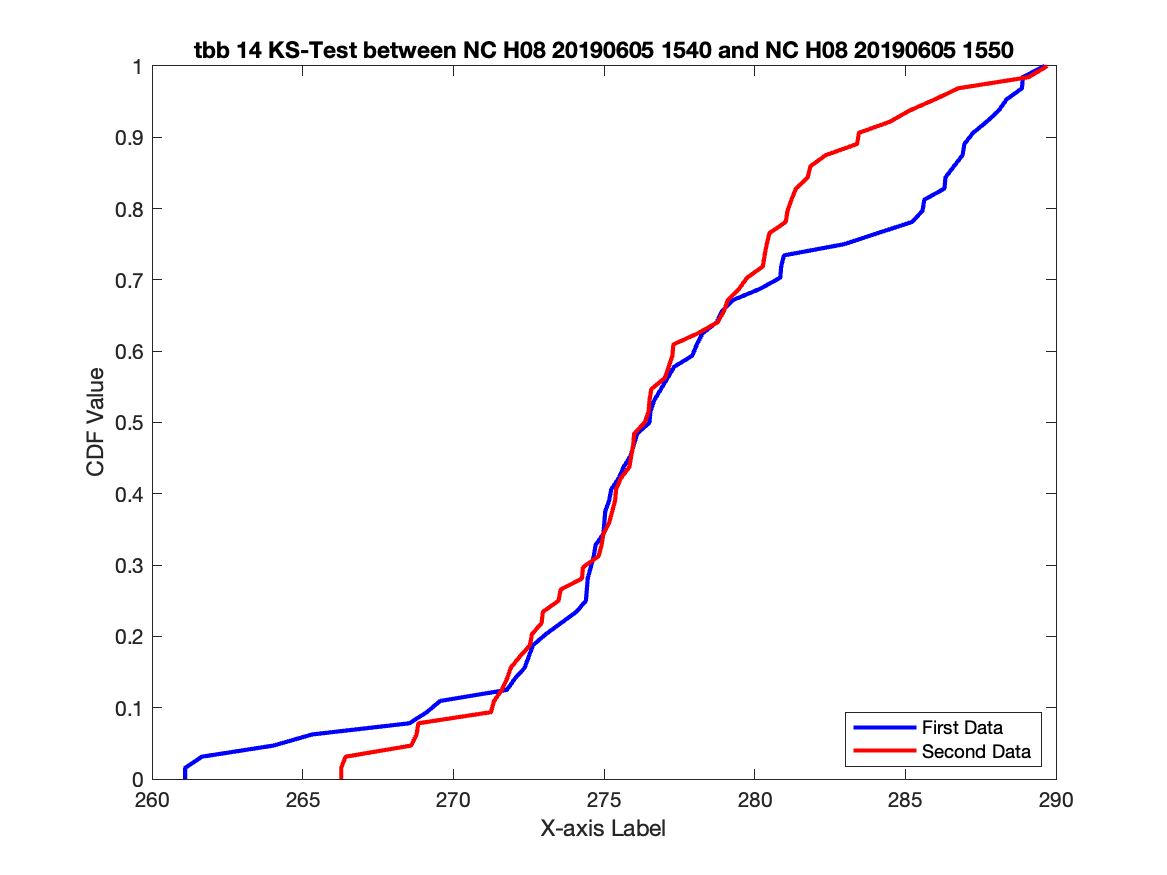 tbb 14 KS-Test between NC H08 20190605 1540 and NC H08 20190605 1550
1
0.9
0.8
0.7
0.6
0.5
0.4
0.3
0.2
0.1
0
CDF Value
First Data
Second Data
260 265 270 275 280 285 290
X-axis Label